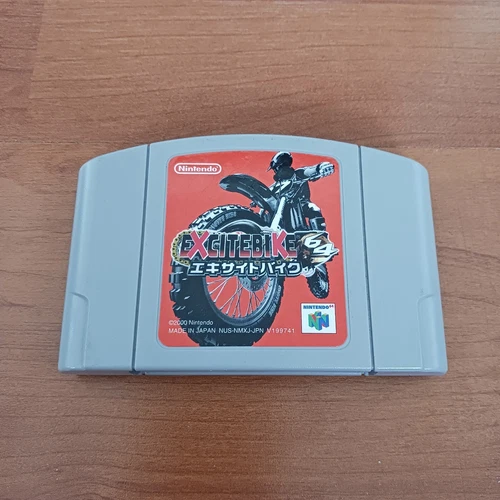 Nintendo
EXCITEBIKE 64
エキサイトバイク
©2000 Nintendo
MADE IN JAPAN NUS-NMXJ-JPN V199741
NINTENDO⁶⁴